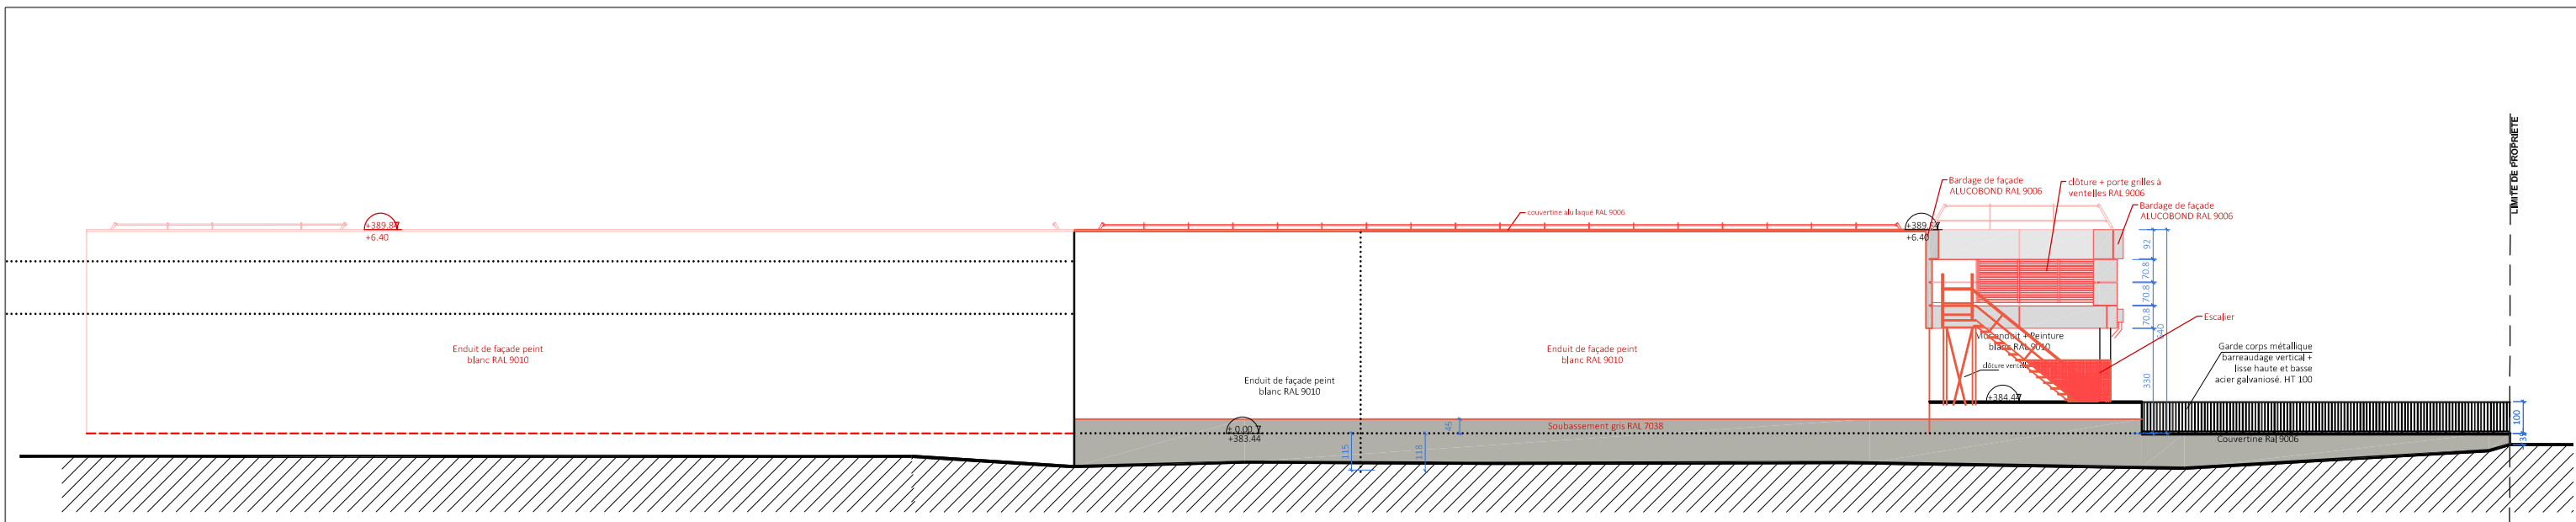 LIMITE DE PROPRIETE
Bardage de façade
ALUCOBOND RAL 9006
clôture + porte grilles à
ventelles RAL 9006
Bardage de façade
ALUCOBOND RAL 9006
couvertine alu laqué RAL 9006
+6.40
+6.40
92
70.8
70.8
70.8
330
Escalier
Enduit de façade peint
blanc RAL 9010
Enduit de façade peint
blanc RAL 9010
Enduit de façade peint
blanc RAL 9010
+ Peinture
blanc RAL 9010
clôture
Garde corps métallique
barreaudage vertical +
lisse haute et basse
acier galvaniosé. HT 100
+384.44
+ 0.00
+383.44
45
Soubassement gris RAL 7038
115
118
100
Couvertine Ral 9006